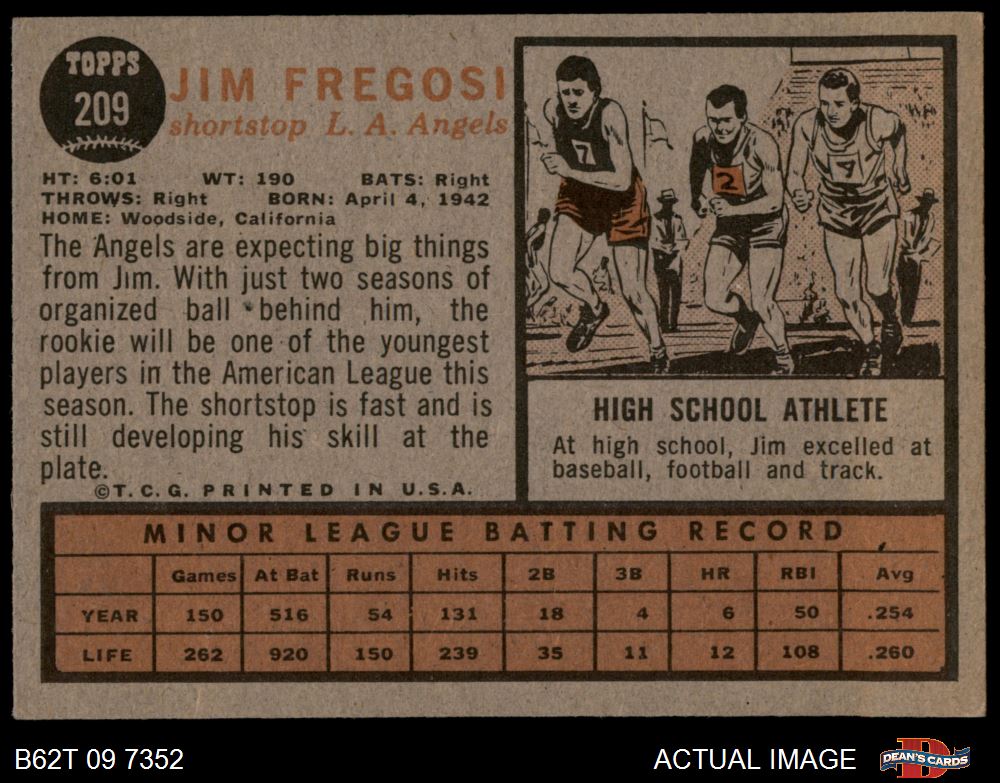 TOPPS
209
JIM FREGOSI
shortstop L. A. Angels
HT: 6:01 WT: 190 BATS: Right
THROWS: Right BORN: April 4, 1942
HOME: Woodside, California
The Angels are expecting big things
from Jim. With just two seasons of
organized ball behind him, the
rookie will be one of the youngest
players in the American League this
season. The shortstop is fast and is
still developing his skill at the
plate.
©T.C.G. PRINTED IN U.S.A.
7
2
7
HIGH SCHOOL ATHLETE
At high school, Jim excelled at
baseball, football and track.
MINOR LEAGUE BATTING RECORD
Games At Bat Runs Hits 2B 3B HR RBI Avg
YEAR 150 516 54 131 18 4 6 50 .254
LIFE 262 920 150 239 35 11 12 108 .260
B62T 09 7352
ACTUAL IMAGE
D
DEAN'S CARDS